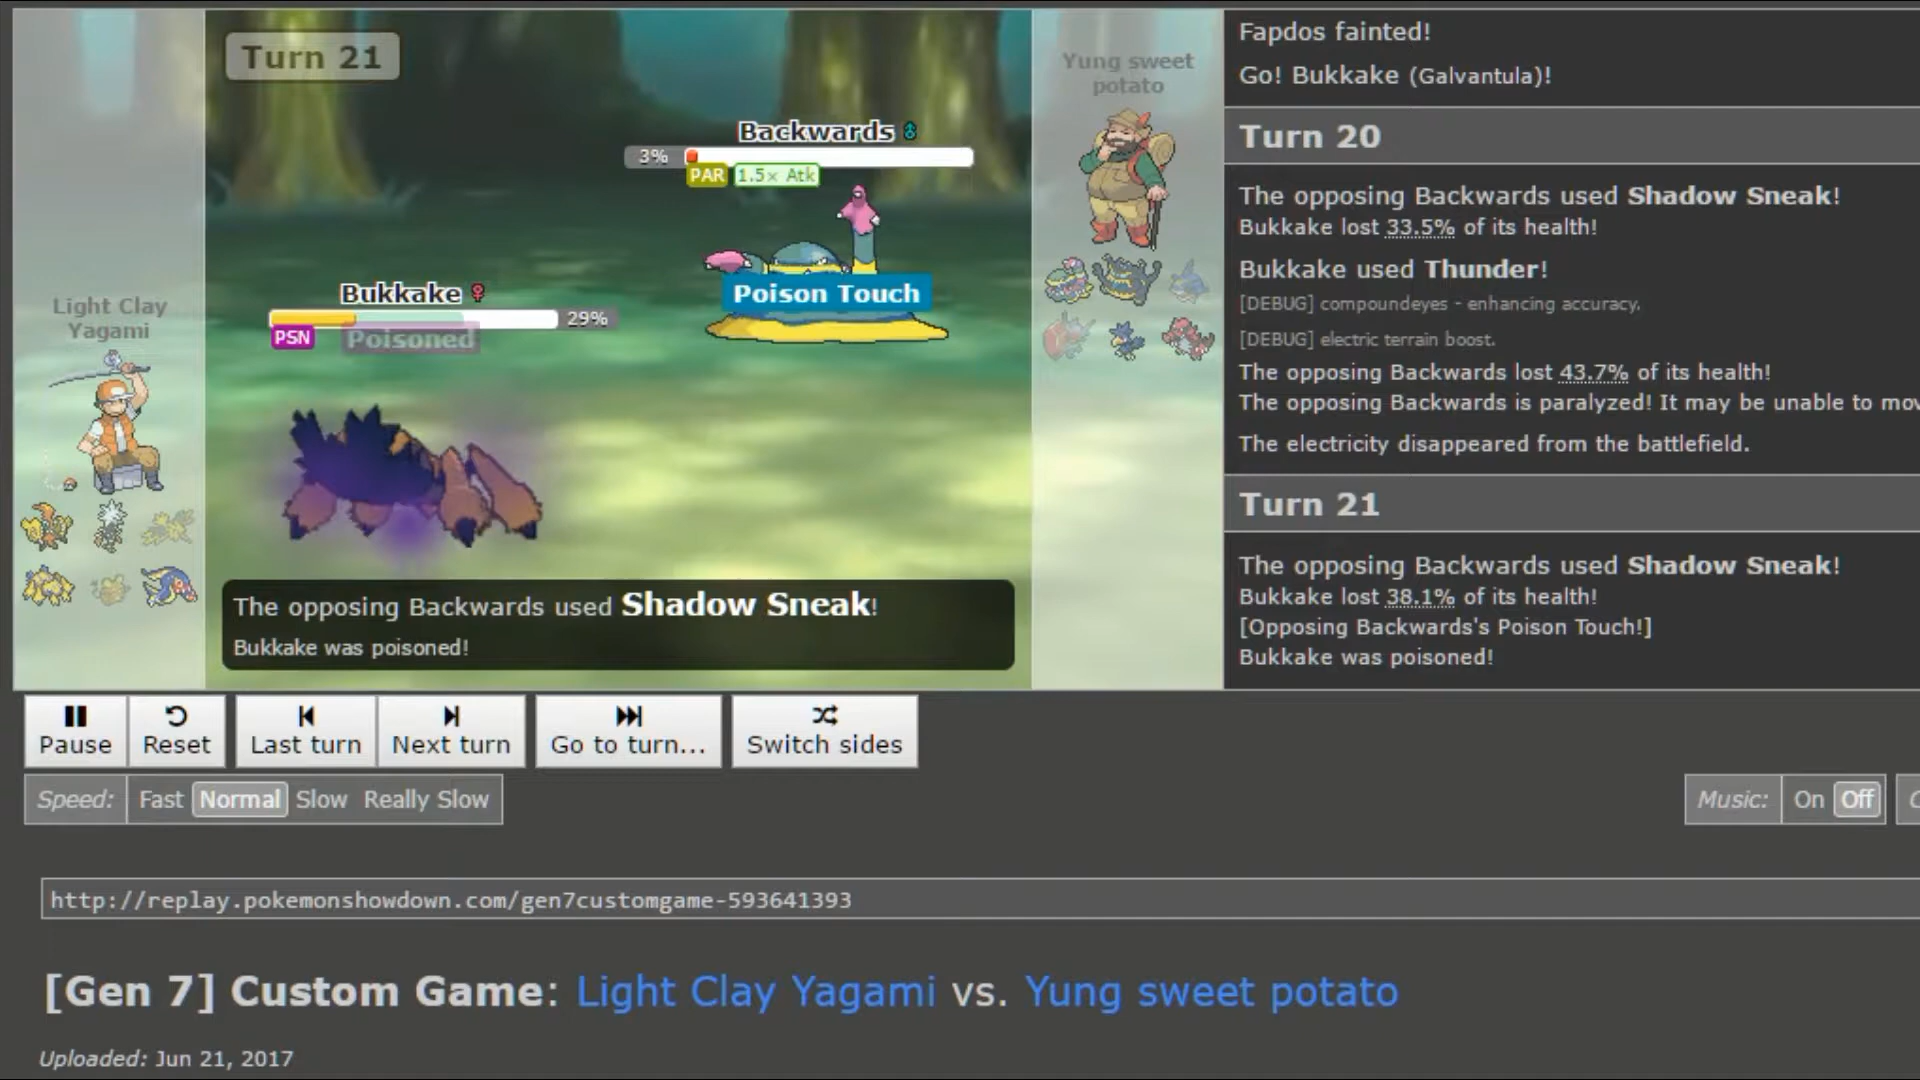 Turn 21
Backwards
3%
PAR 1.5× Atk
Poison Touch
Bukkake
29%
PSN Poisoned
Light Clay
Yagami
Yung sweet
potato
The opposing Backwards used Shadow Sneak!
Bukkake was poisoned!
Fapdos fainted!
Go! Bukkake (Galvantula)!
Turn 20
The opposing Backwards used Shadow Sneak!
Bukkake lost 33.5% of its health!
Bukkake used Thunder!
[DEBUG] compoundeyes - enhancing accuracy.
[DEBUG] electric terrain boost.
The opposing Backwards lost 43.7% of its health!
The opposing Backwards is paralyzed! It may be unable to mov
The electricity disappeared from the battlefield.
Turn 21
The opposing Backwards used Shadow Sneak!
Bukkake lost 38.1% of its health!
[Opposing Backwards's Poison Touch!]
Bukkake was poisoned!
Pause Reset Last turn Next turn Go to turn... Switch sides
Speed: Fast Normal Slow Really Slow
Music: On Off
http://replay.pokemonshowdown.com/gen7customgame-593641393
[Gen 7] Custom Game: Light Clay Yagami vs. Yung sweet potato
Uploaded: Jun 21, 2017